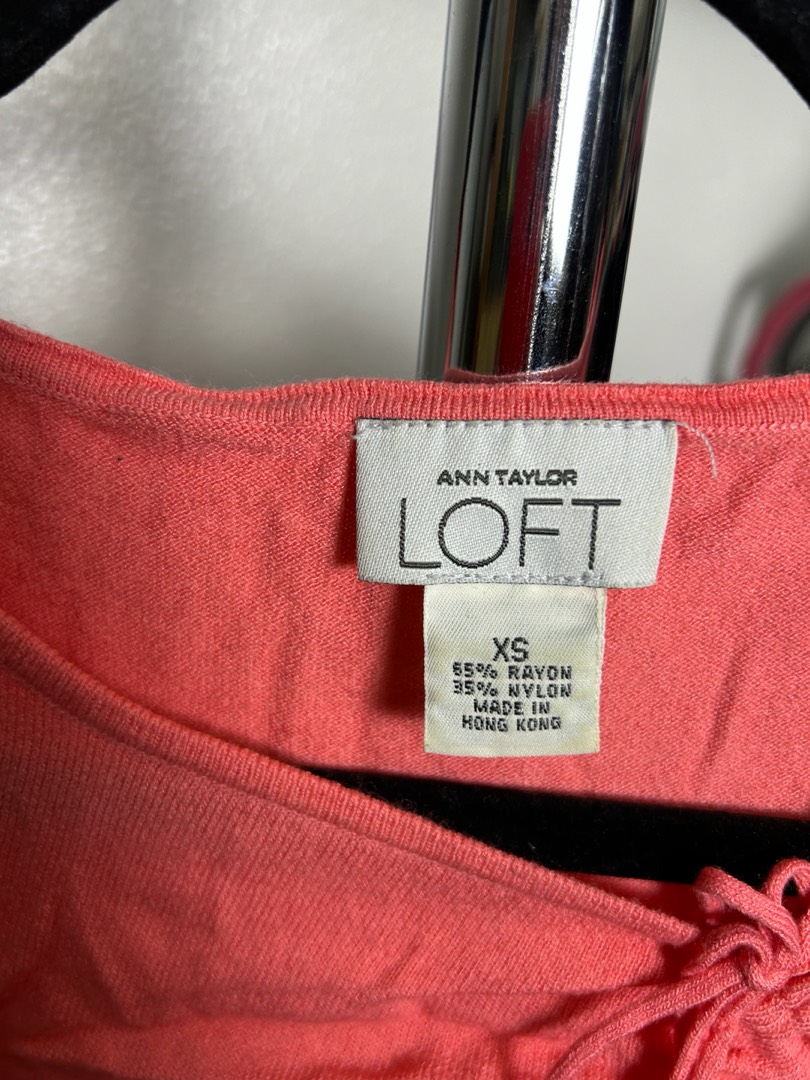 ANN TAYLOR
LOFT
XS
65% RAYON
35% NYLON
MADE IN
HONG KONG